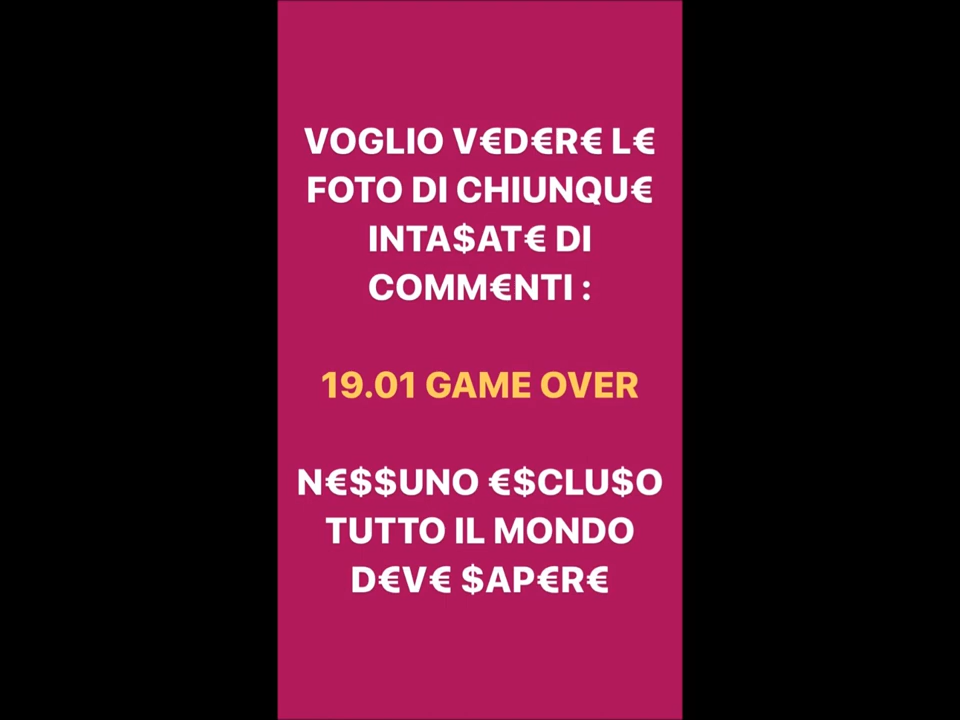 VOGLIO V€D€R€ L€
FOTO DI CHIUNQU€
INTA$AT€ DI
COMM€NTI :
19.01 GAME OVER
N€$$UNO €$CLU$O
TUTTO IL MONDO
D€V€ $AP€R€